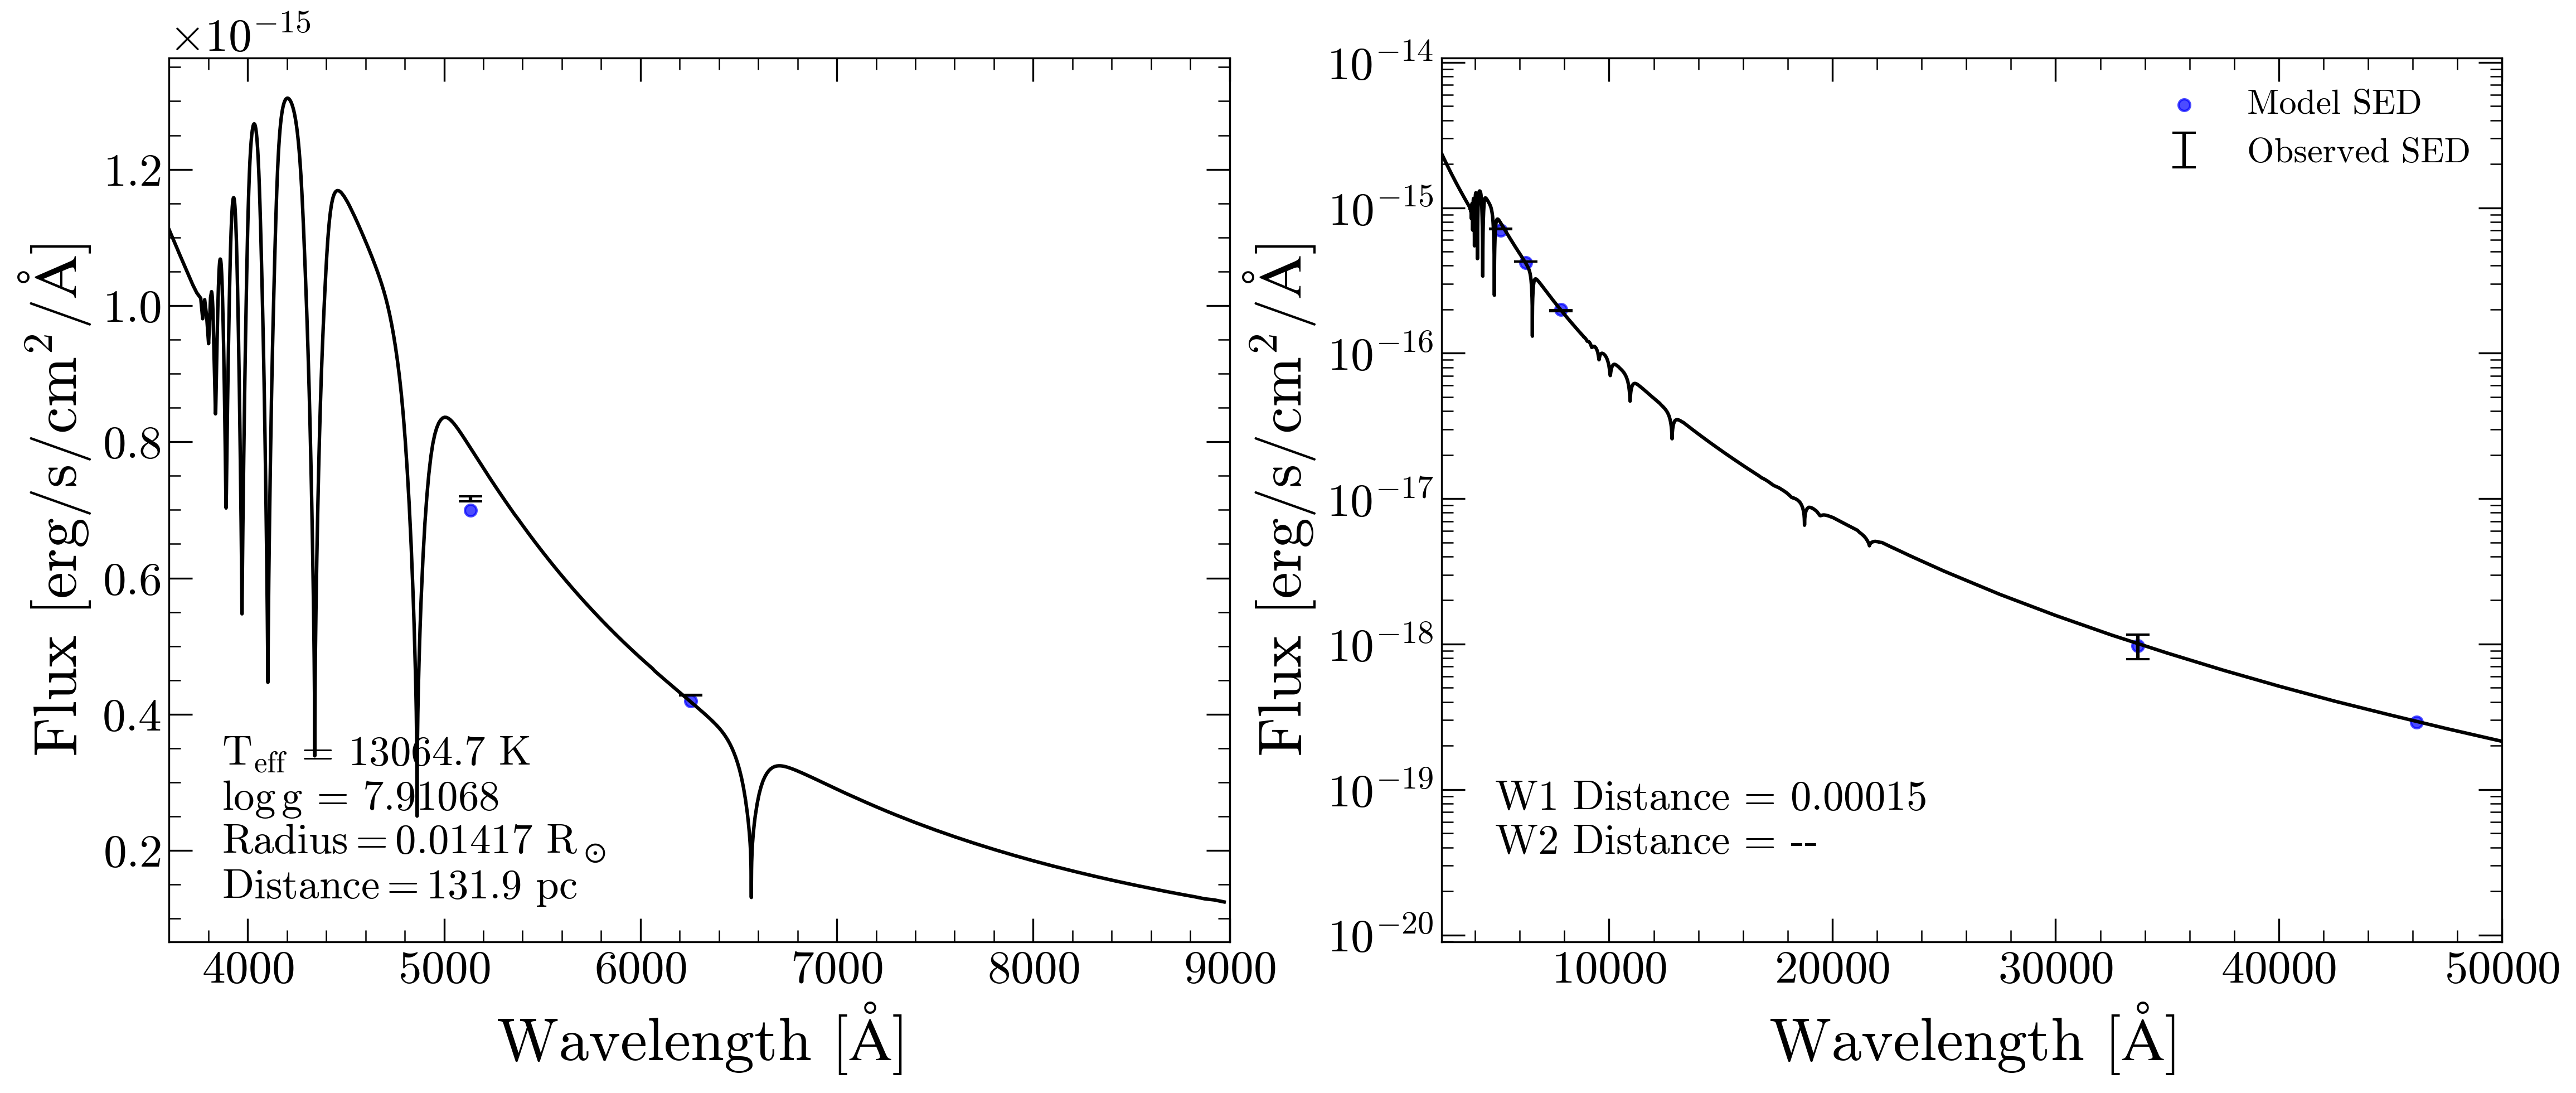 ×10⁻¹⁵
1.2
1.0
0.8
0.6
0.4
0.2
Flux [erg/s/cm²/Å]
T_eff = 13064.7 K
log g = 7.91068
Radius = 0.01417 R_⊙
Distance = 131.9 pc
4000 5000 6000 7000 8000 9000
Wavelength [Å]
10⁻¹⁴
10⁻¹⁵
10⁻¹⁶
10⁻¹⁷
10⁻¹⁸
10⁻¹⁹
10⁻²⁰
Flux [erg/s/cm²/Å]
Model SED
Observed SED
W1 Distance = 0.00015
W2 Distance = --
10000 20000 30000 40000 50000
Wavelength [Å]